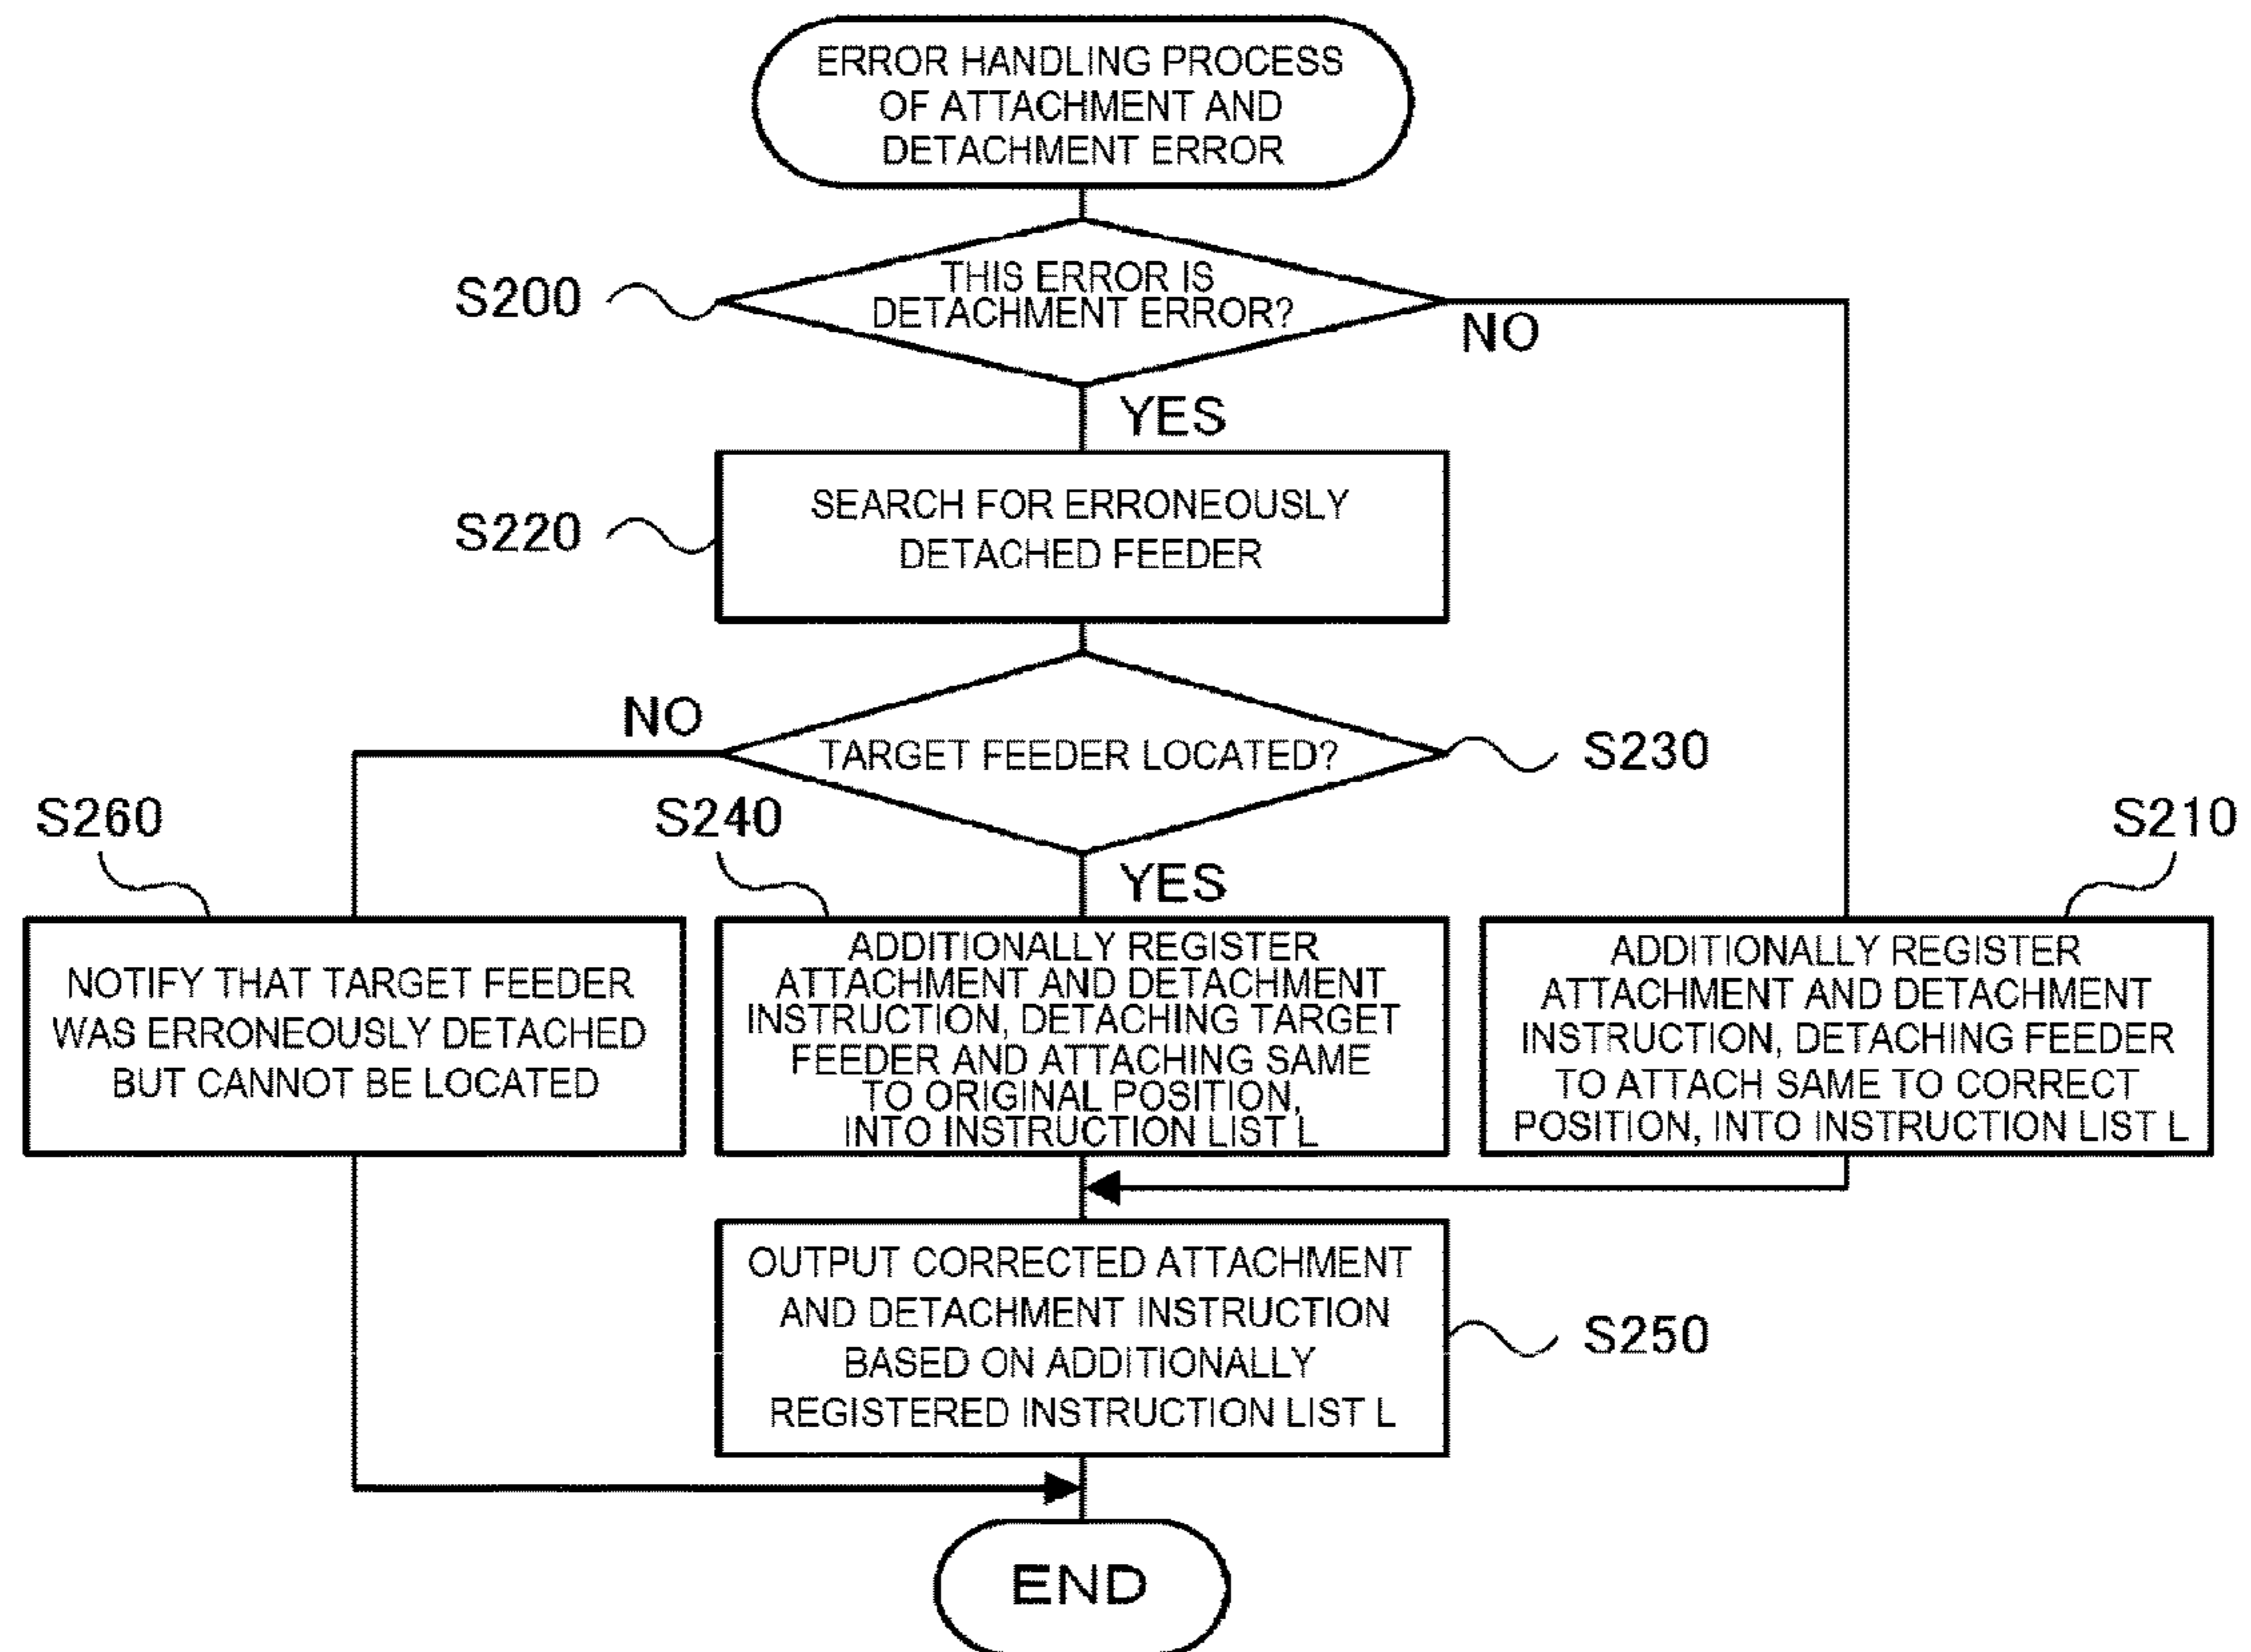 ERROR HANDLING PROCESS
OF ATTACHMENT AND
DETACHMENT ERROR
S200
THIS ERROR IS
DETACHMENT ERROR?
NO
YES
S220
SEARCH FOR ERRONEOUSLY
DETACHED FEEDER
NO
TARGET FEEDER LOCATED?
S230
YES
S260
NOTIFY THAT TARGET FEEDER
WAS ERRONEOUSLY DETACHED
BUT CANNOT BE LOCATED
S240
ADDITIONALLY REGISTER
ATTACHMENT AND DETACHMENT
INSTRUCTION, DETACHING TARGET
FEEDER AND ATTACHING SAME
TO ORIGINAL POSITION,
INTO INSTRUCTION LIST L
S210
ADDITIONALLY REGISTER
ATTACHMENT AND DETACHMENT
INSTRUCTION, DETACHING FEEDER
TO ATTACH SAME TO CORRECT
POSITION, INTO INSTRUCTION LIST L
OUTPUT CORRECTED ATTACHMENT
AND DETACHMENT INSTRUCTION
BASED ON ADDITIONALLY
REGISTERED INSTRUCTION LIST L
S250
END